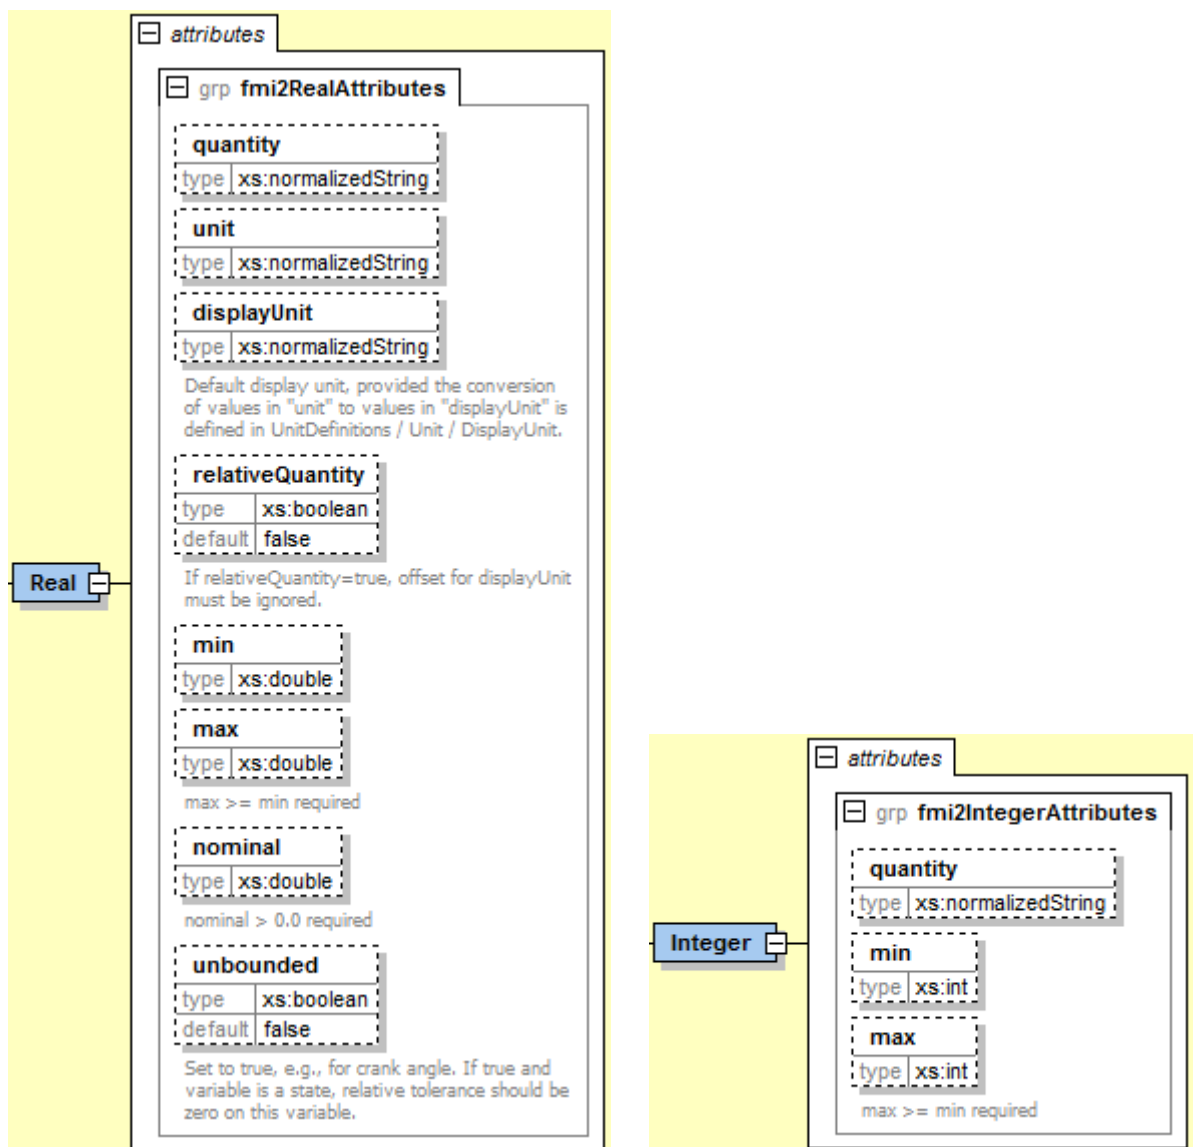 attributes
grp fmi2RealAttributes
quantity
type xs:normalizedString
unit
type xs:normalizedString
displayUnit
type xs:normalizedString
Default display unit, provided the conversion
of values in "unit" to values in "displayUnit" is
defined in UnitDefinitions / Unit / DisplayUnit.
relativeQuantity
type xs:boolean
default false
If relativeQuantity=true, offset for displayUnit
must be ignored.
Real
min
type xs:double
max
type xs:double
max >= min required
nominal
type xs:double
nominal > 0.0 required
unbounded
type xs:boolean
default false
Set to true, e.g., for crank angle. If true and
variable is a state, relative tolerance should be
zero on this variable.
attributes
grp fmi2IntegerAttributes
quantity
type xs:normalizedString
Integer
min
type xs:int
max
type xs:int
max >= min required